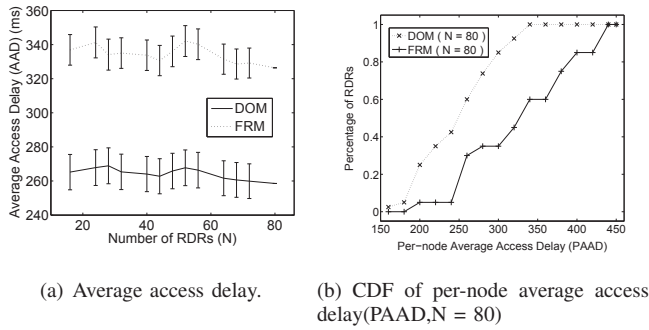 Average Access Delay (AAD) (ms)
360
340
320
300
280
260
240
DOM
FRM
20
40
60
80
Number of RDRs (N)
Percentage of RDRs
1
0.8
0.6
0.4
0.2
0
DOM ( N = 80 )
FRM ( N = 80 )
150
200
250
300
350
400
450
Per−node Average Access Delay (PAAD)
(a) Average access delay.
(b) CDF of per-node average access
delay(PAAD,N = 80)